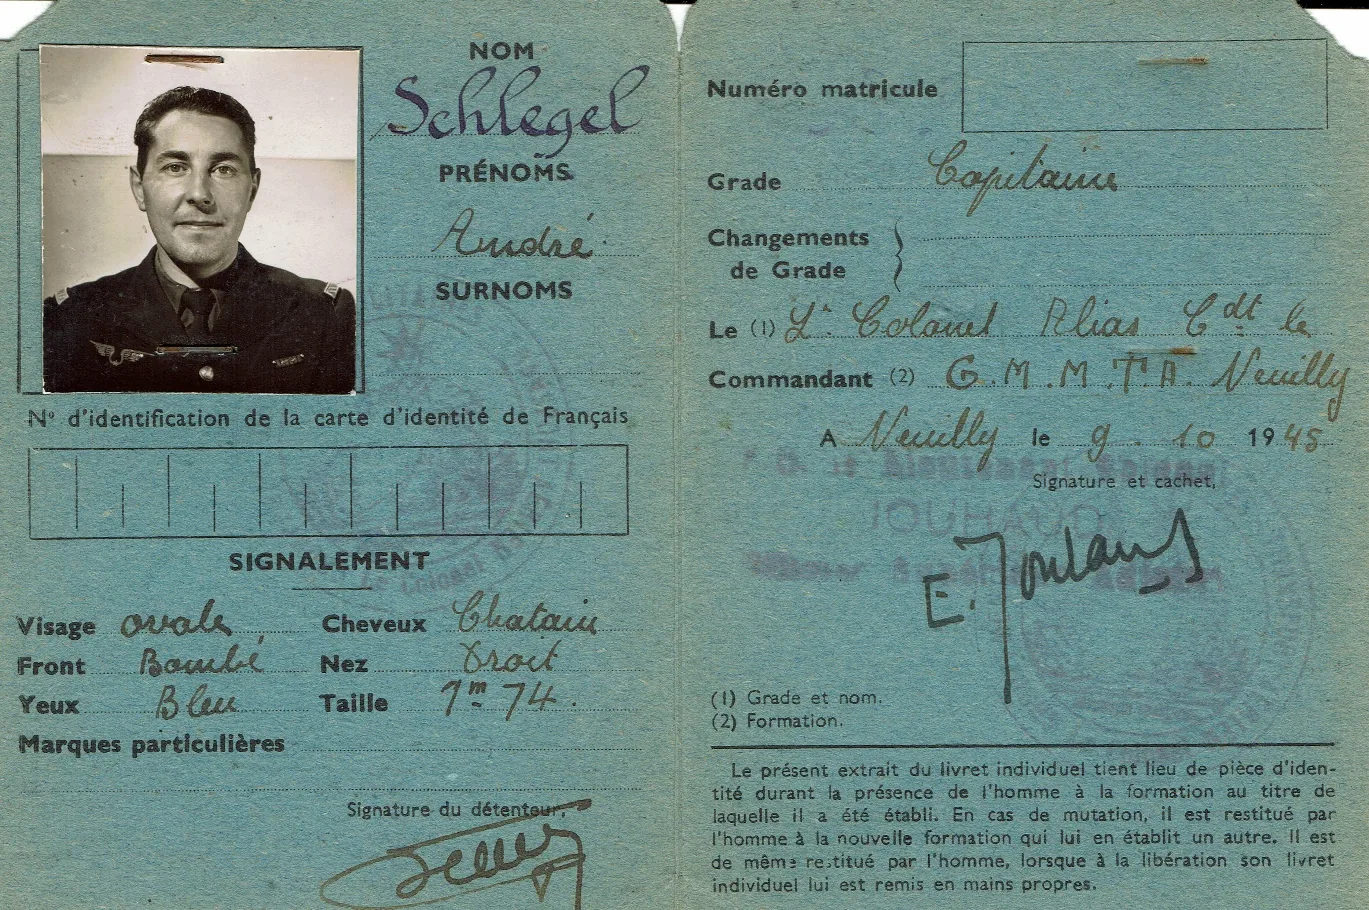 NOM
Schlegel
PRÉNOMS
André
SURNOMS
Nº d'identification de la carte d'identité de Français
SIGNALEMENT
Visage ovale Cheveux Chatain
Front Bombé Nez Droit
Yeux Bleu Taille 1m 74.
Marques particulières
Signature du détenteur,
Numéro matricule
Grade Capitaine
Changements
de Grade
Le (1) Lt. Colonel Alias Cdt le
Commandant (2) G.M.M.T.A. Neuilly
A Neuilly le 9. 10 1945
Signature et cachet,
E.
(1) Grade et nom.
(2) Formation.
Le présent extrait du livret individuel tient lieu de pièce d'iden-
tité durant la présence de l'homme à la formation au titre de
laquelle il a été établi. En cas de mutation, il est restitué par
l'homme à la nouvelle formation qui lui en établit un autre. Il est
de même restitué par l'homme, lorsque à la libération son livret
individuel lui est remis en mains propres.